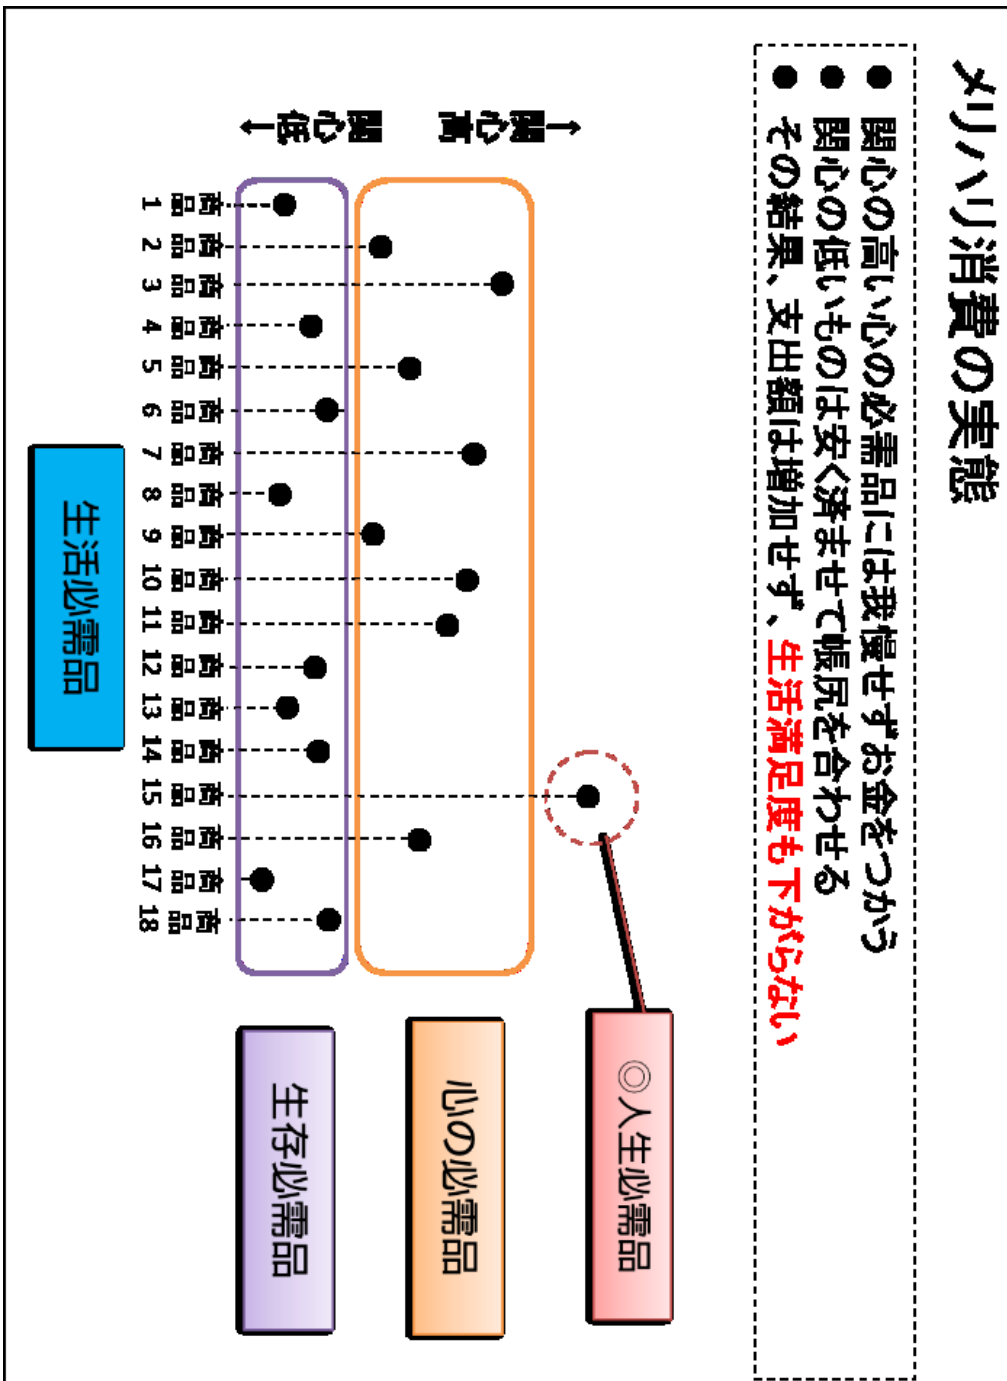 メリハリ消費の実態
● 関心の高い心の必需品には我慢せずお金をつかう
● 関心の低いものは安く済ませて帳尻を合わせる
● その結果、支出額は増加せず、生活満足度も下がらない
関心高→
←関心低
◎人生必需品
心の必需品
生存必需品
商品1
商品2
商品3
商品4
商品5
商品6
商品7
商品8
商品9
商品10
商品11
商品12
商品13
商品14
商品15
商品16
商品17
商品18
生活必需品